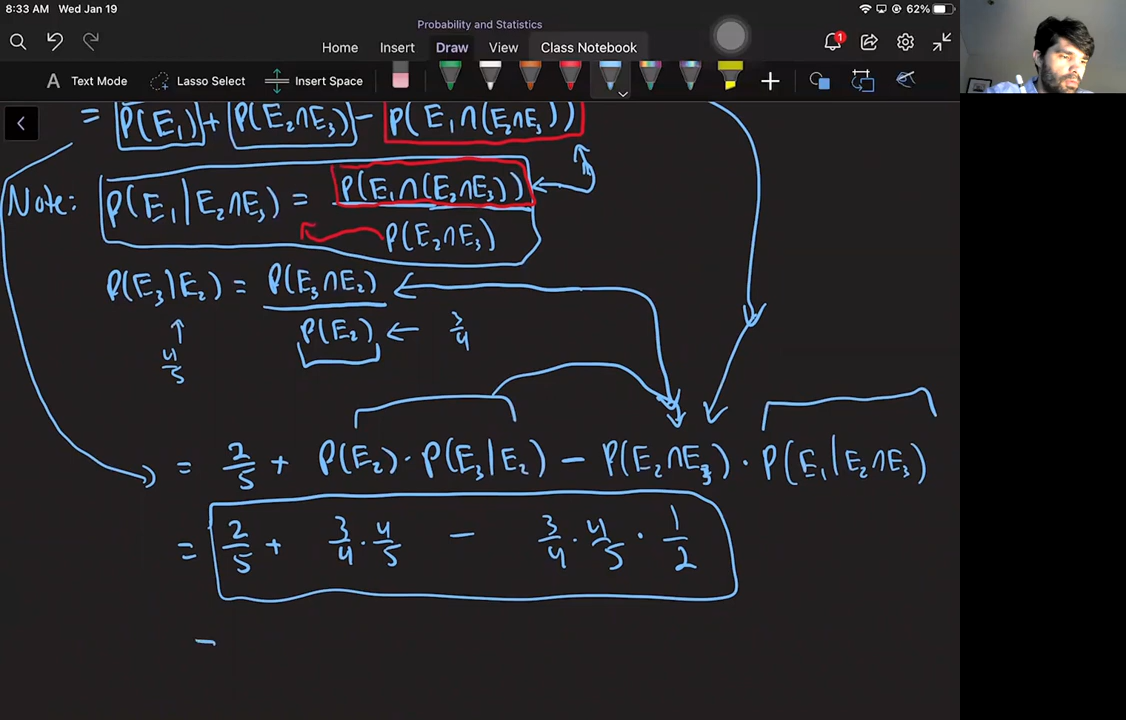 8:33 AM Wed Jan 19
62%
Probability and Statistics
Home Insert Draw View Class Notebook
1
Text Mode Lasso Select Insert Space
= P(E₁) + P(E₂∩E₃) − P(E₁∩(E₂∩E₃))
Note: P(E₁|E₂∩E₃) = P(E₁∩(E₂∩E₃))
P(E₂∩E₃)
P(E₃|E₂) = P(E₃∩E₂)
P(E₂) ← 3/4
4/5
= 2/5 + P(E₂)·P(E₃|E₂) − P(E₂∩E₃)·P(E₁|E₂∩E₃)
= 2/5 + 3/4·4/5 − 3/4·4/5·1/2
−